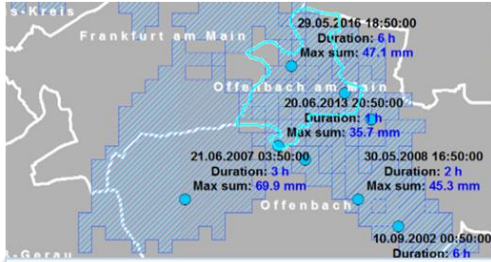 s-Kreis
29.05.2016 18:50:00
Duration: 6 h
Max sum: 47.1 mm
Frankfurt am Main
Offenbach am Main
20.06.2013 20:50:00
Duration: 1 h
Max sum: 35.7 mm
21.06.2007 03:50:00
Duration: 3 h
Max sum: 69.9 mm
30.05.2008 16:50:00
Duration: 2 h
Max sum: 45.3 mm
Offenbach
10.09.2002 00:50:00
Duration: 6 h
-Gerau